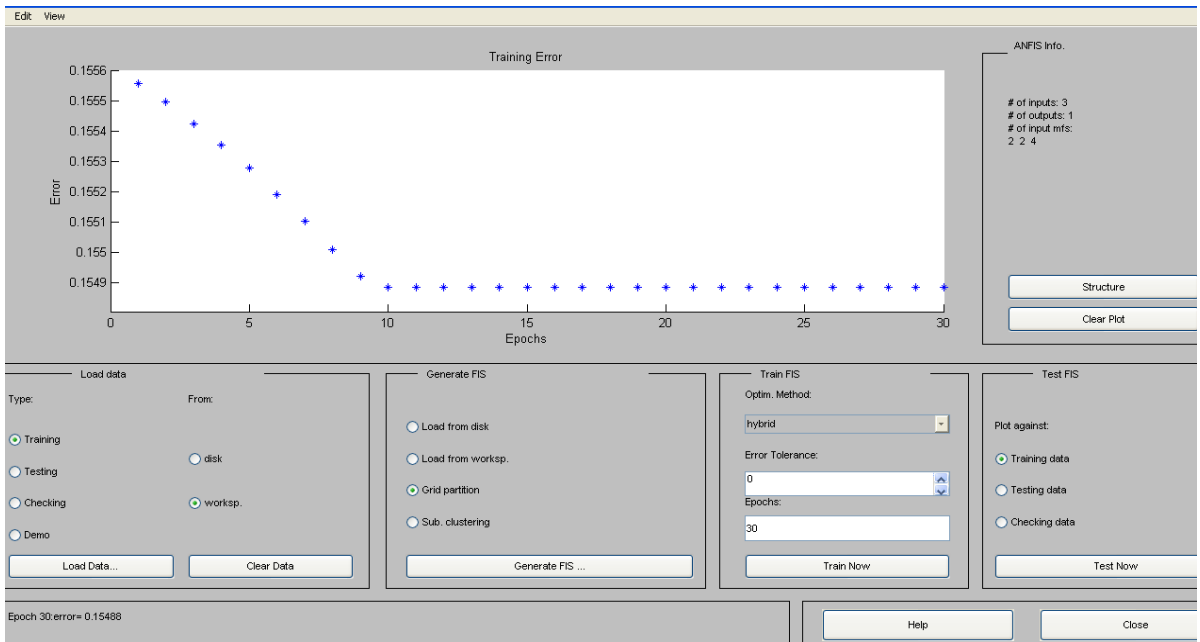 Edit View
Training Error
0.1556
0.1555
0.1554
0.1553
0.1552
0.1551
0.155
0.1549
Error
0 5 10 15 20 25 30
Epochs
ANFIS Info.
# of inputs: 3
# of outputs: 1
# of input mfs:
2 2 4
Structure
Clear Plot
Load data
Type:
From:
Training
Testing
Checking
Demo
disk
worksp.
Load Data...
Clear Data
Generate FIS
Load from disk
Load from worksp.
Grid partition
Sub. clustering
Generate FIS ...
Train FIS
Optim. Method:
hybrid
Error Tolerance:
0
Epochs:
30
Train Now
Test FIS
Plot against:
Training data
Testing data
Checking data
Test Now
Epoch 30:error= 0.15488
Help
Close